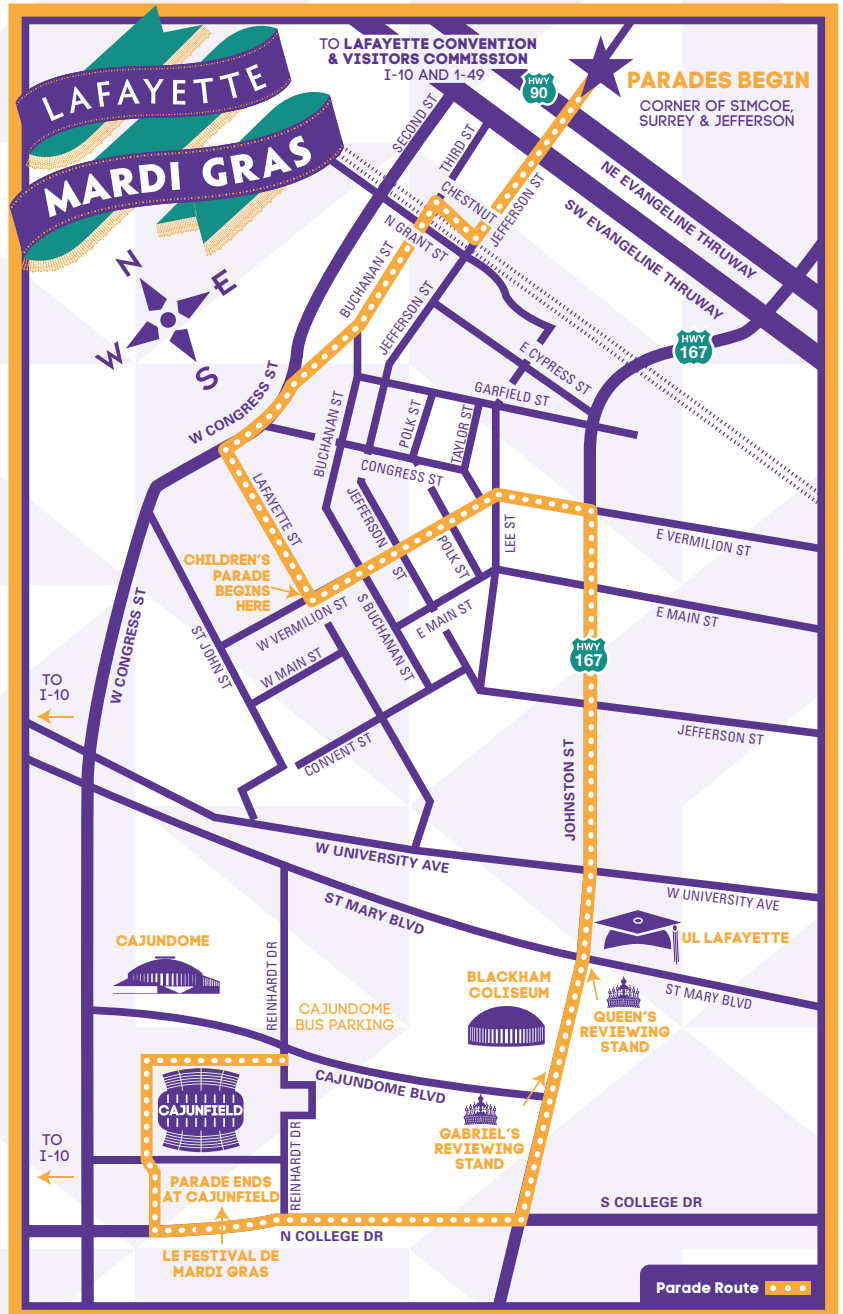 LAFAYETTE
MARDI GRAS
TO LAFAYETTE CONVENTION
& VISITORS COMMISSION
I-10 AND 1-49
HWY
90
PARADES BEGIN
CORNER OF SIMCOE,
SURREY & JEFFERSON
SECOND ST
THIRD ST
CHESTNUT
JEFFERSON ST
N GRANT ST
NE EVANGELINE THRUWAY
SW EVANGELINE THRUWAY
N
E
W
S
BUCHANAN ST
JEFFERSON ST
HWY
167
E CYPRESS ST
GARFIELD ST
W CONGRESS ST
BUCHANAN ST
POLK ST
TAYLOR ST
CONGRESS ST
LAFAYETTE ST
JEFFERSON ST
POLK ST
LEE ST
E VERMILION ST
CHILDREN'S
PARADE
BEGINS
HERE
W VERMILION ST
S BUCHANAN ST
E MAIN ST
E MAIN ST
W CONGRESS ST
ST JOHN ST
W MAIN ST
HWY
167
TO
I-10
CONVENT ST
JEFFERSON ST
JOHNSTON ST
W UNIVERSITY AVE
W UNIVERSITY AVE
ST MARY BLVD
UL LAFAYETTE
CAJUNDOME
REINHARDT DR
BLACKHAM
COLISEUM
ST MARY BLVD
CAJUNDOME
BUS PARKING
QUEEN'S
REVIEWING
STAND
CAJUNDOME BLVD
CAJUNFIELD
GABRIEL'S
REVIEWING
STAND
TO
I-10
REINHARDT DR
PARADE ENDS
AT CAJUNFIELD
S COLLEGE DR
N COLLEGE DR
LE FESTIVAL DE
MARDI GRAS
Parade Route